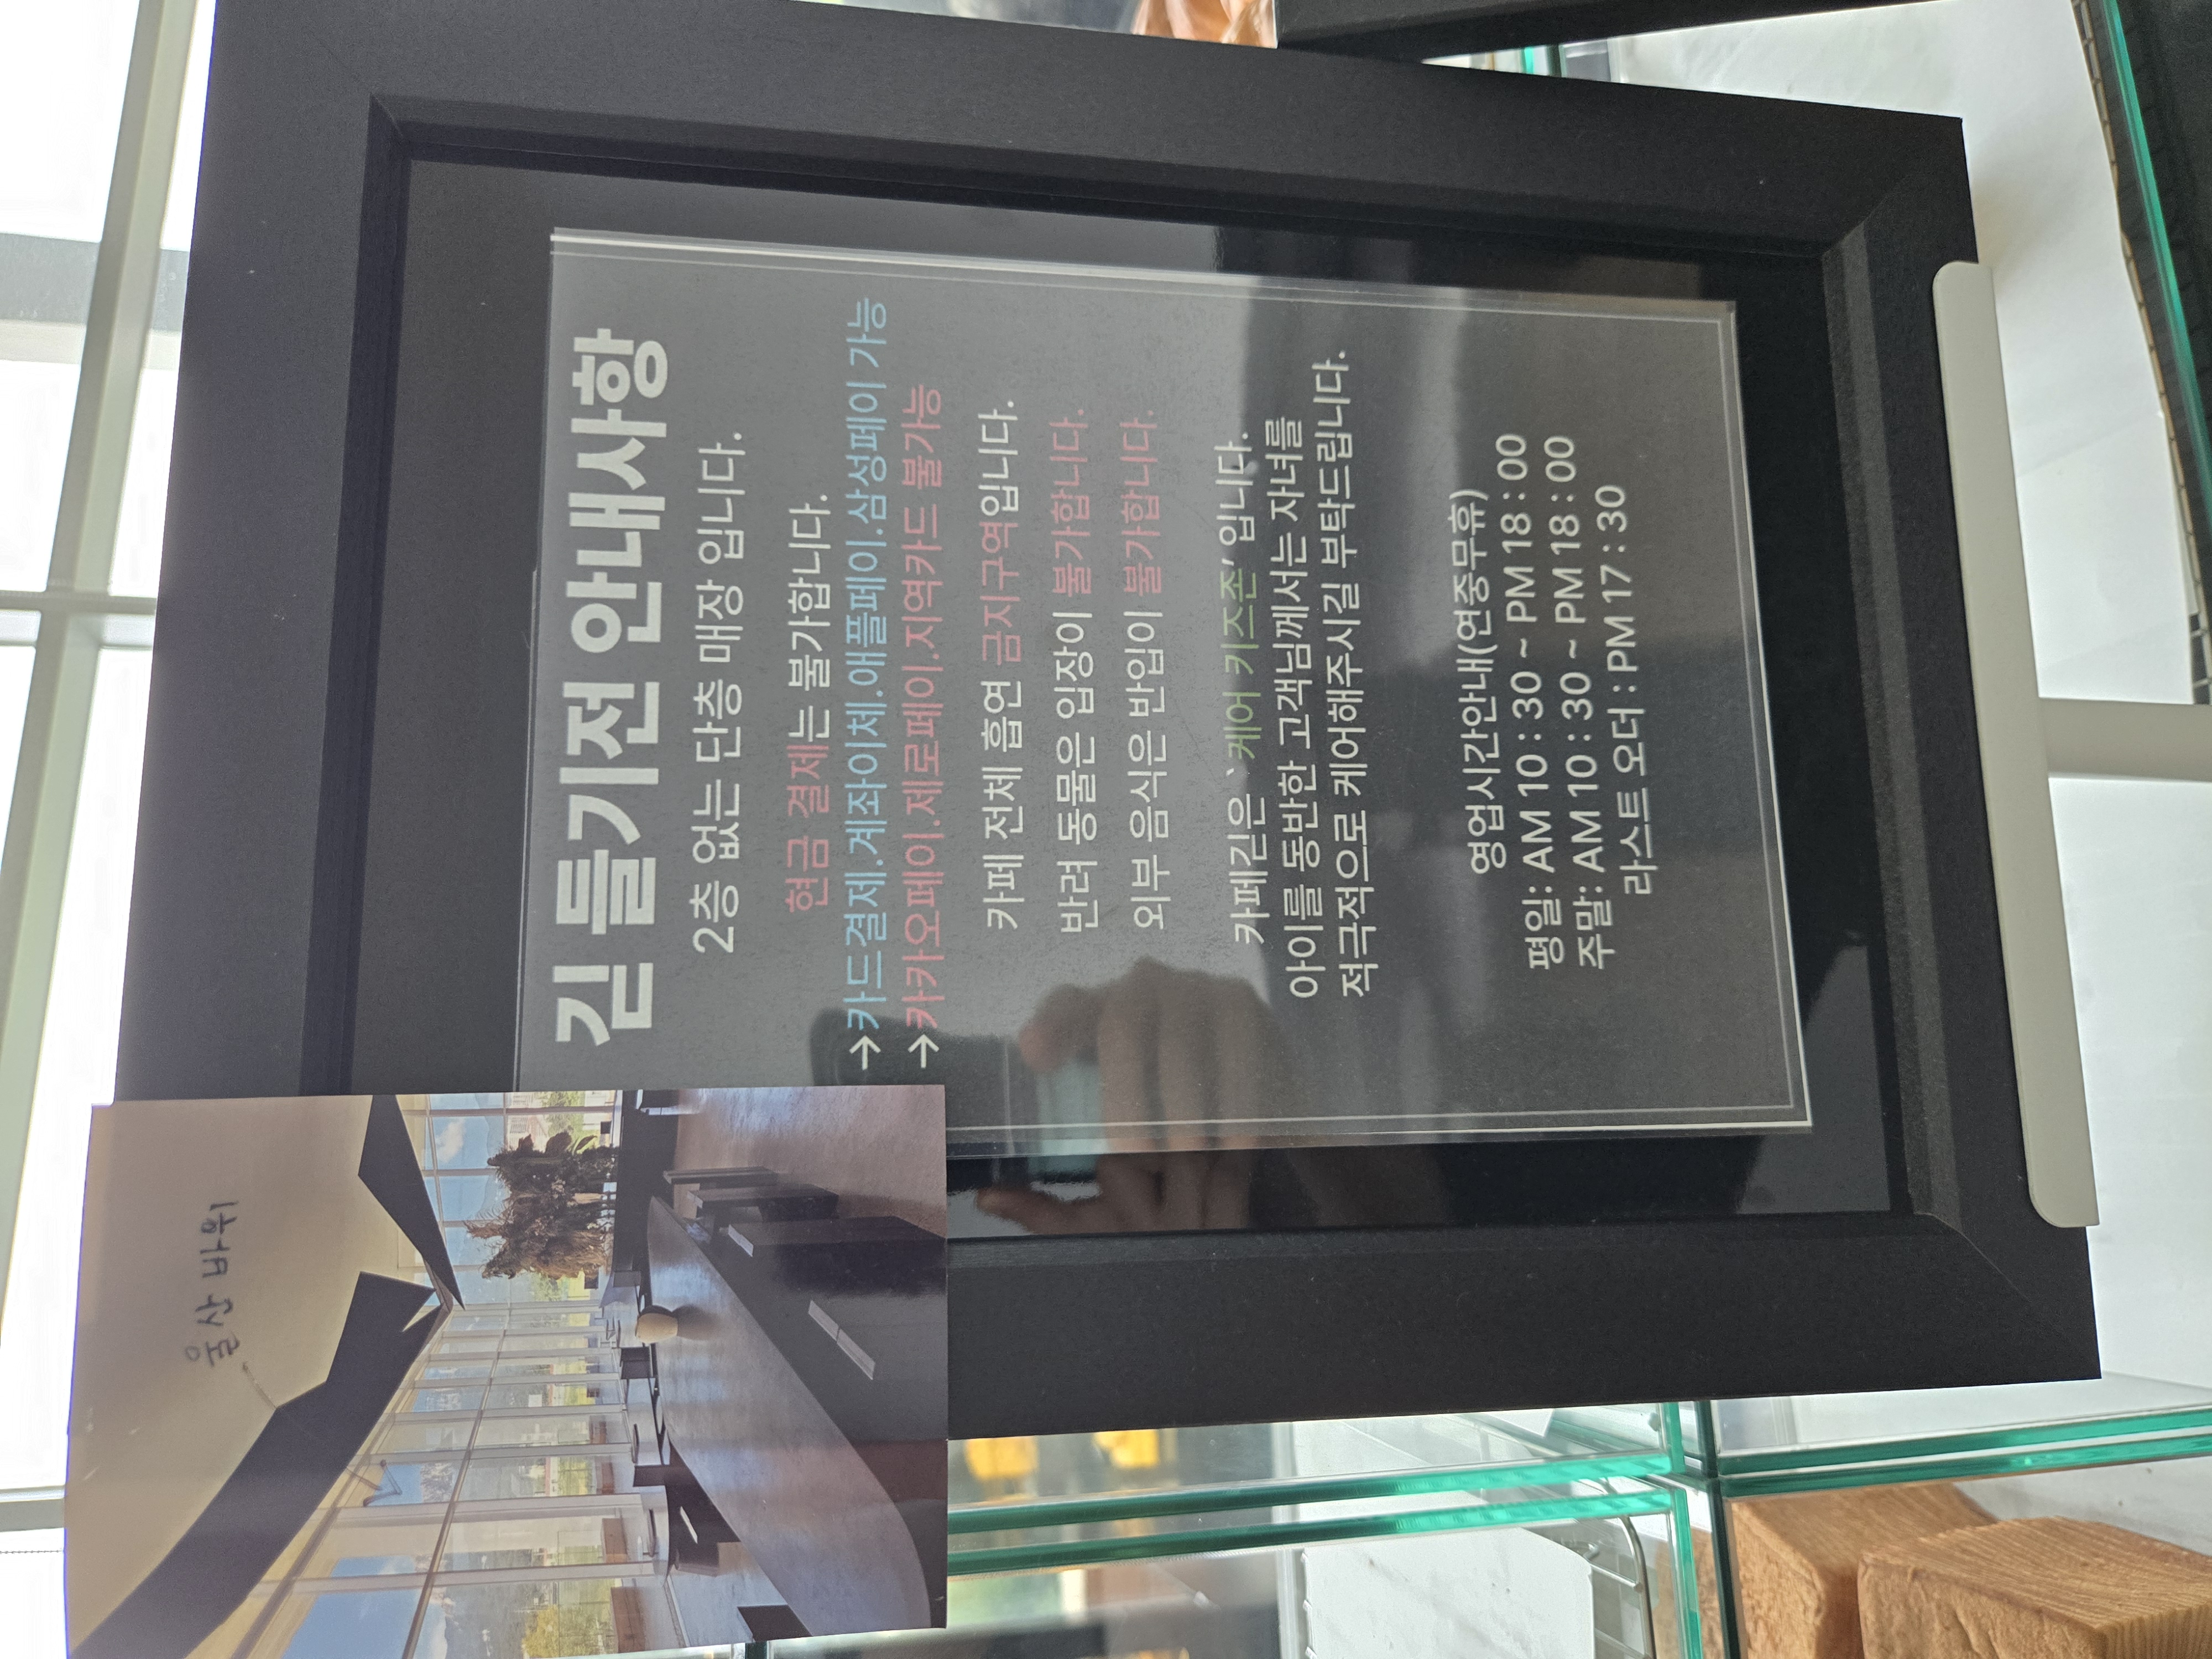 울산 바위
김 들기전 안내사항
2층 없는 단층 매장 입니다.
현금 결제는 불가합니다.
→카드결제.계좌이체.애플페이.삼성페이 가능
→카카오페이.제로페이.지역카드 불가능
카페 전체 흡연 금지구역입니다.
반려 동물은 입장이 불가합니다.
외부 음식은 반입이 불가합니다.
카페긷은 ‘케어 키즈존’ 입니다.
아이를 동반한 고객님께서는 자녀를
적극적으로 케어해주시길 부탁드립니다.
영업시간안내(연중무휴)
평일: AM 10 : 30 ~ PM 18 : 00
주말: AM 10 : 30 ~ PM 18 : 00
라스트 오더 : PM 17 : 30